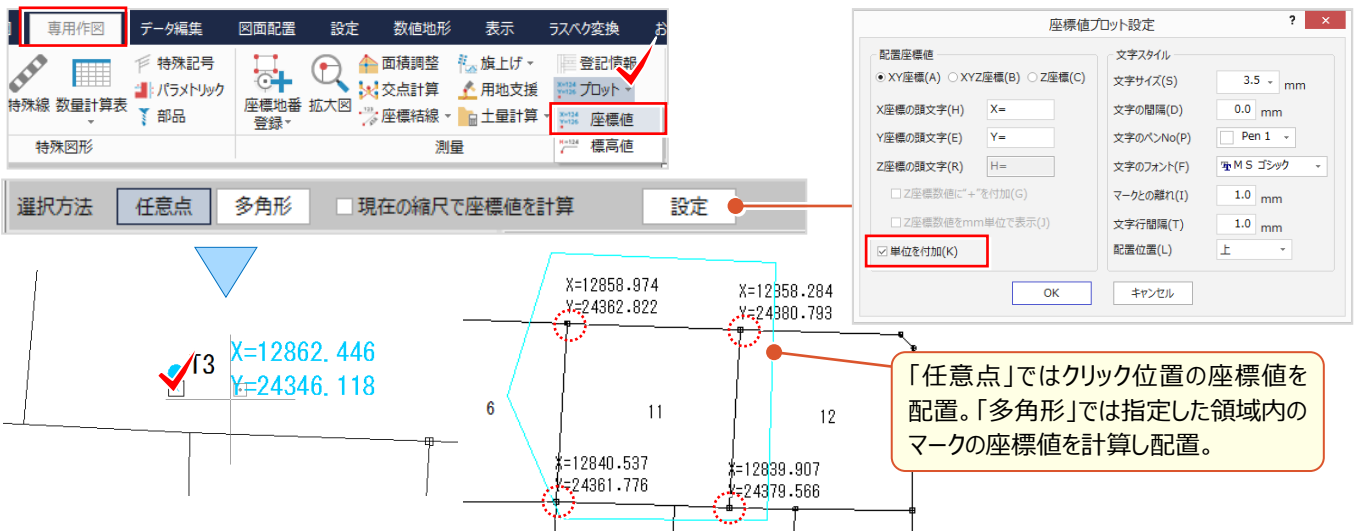 専用作図 データ編集 図面配置 設定 数値地形 表示 ラスベク変換 お
特殊線 数量計算表 特殊記号 パラメトリック 部品
特殊図形
座標地番登録 拡大図 面積調整 交点計算 座標結線 旗上げ 用地支援 土量計算 登記情報 プロット
測量
座標値
標高値
選択方法 任意点 多角形 現在の縮尺で座標値を計算 設定
座標値プロット設定 ? ×
配置座標値
XY座標(A) XYZ座標(B) Z座標(C)
X座標の頭文字(H) X=
Y座標の頭文字(E) Y=
Z座標の頭文字(R) H=
Z座標数値に"+"を付加(G)
Z座標数値をmm単位で表示(J)
単位を付加(K)
文字スタイル
文字サイズ(S) 3.5 mm
文字の間隔(D) 0.0 mm
文字のペンNo(P) Pen 1
文字のフォント(F) MS ゴシック
マークとの離れ(I) 1.0 mm
文字行間隔(T) 1.0 mm
配置位置(L) 上
OK キャンセル
T3
X=12862.446
Y=24346.118
X=12858.974
Y=24362.822
X=12858.284
Y=24380.793
6
11
12
X=12840.537
Y=24361.776
X=12839.907
Y=24379.566
「任意点」ではクリック位置の座標値を
配置。「多角形」では指定した領域内の
マークの座標値を計算し配置。